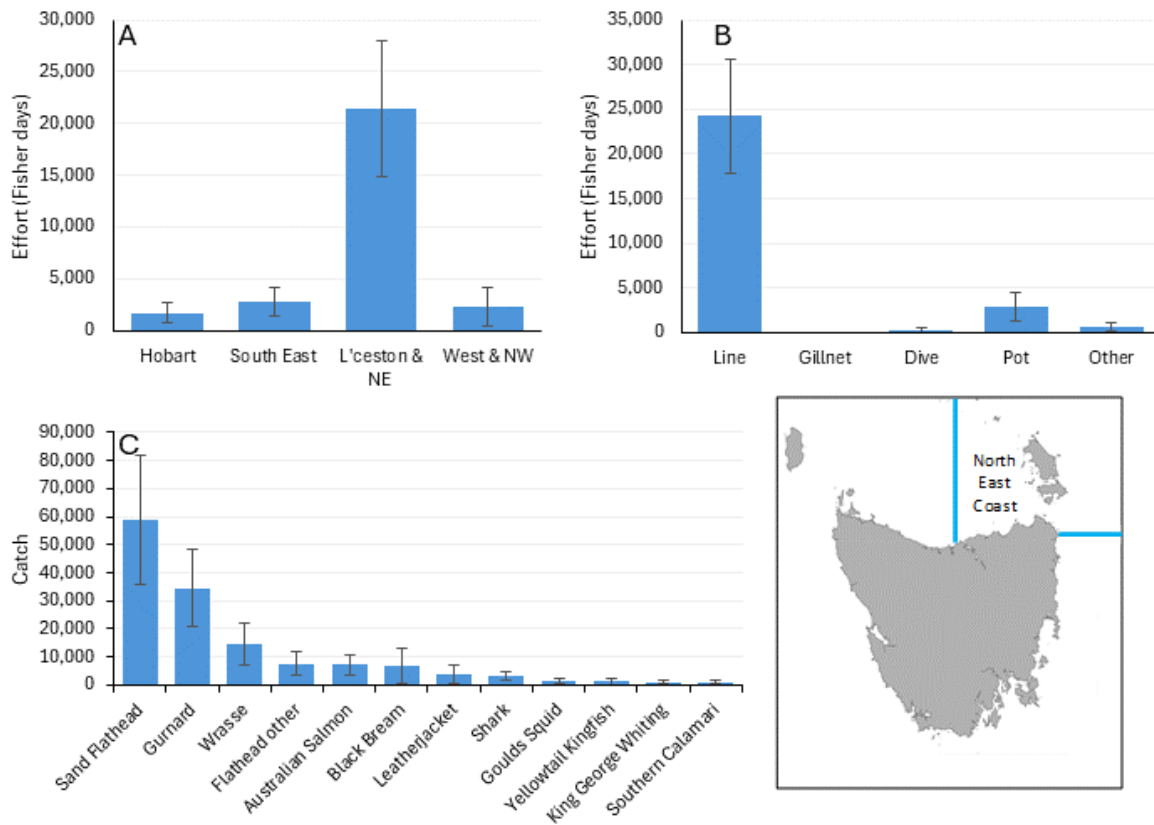 A
Effort (Fisher days)
30,000
25,000
20,000
15,000
10,000
5,000
0
Hobart
South East
L'ceston &
NE
West & NW
B
Effort (Fisher days)
35,000
30,000
25,000
20,000
15,000
10,000
5,000
0
Line
Gillnet
Dive
Pot
Other
C
Catch
90,000
80,000
70,000
60,000
50,000
40,000
30,000
20,000
10,000
0
Sand Flathead
Gurnard
Wrasse
Flathead other
Australian Salmon
Black Bream
Leatherjacket
Shark
Goulds Squid
Yellowtail Kingfish
King George Whiting
Southern Calamari
North
East
Coast